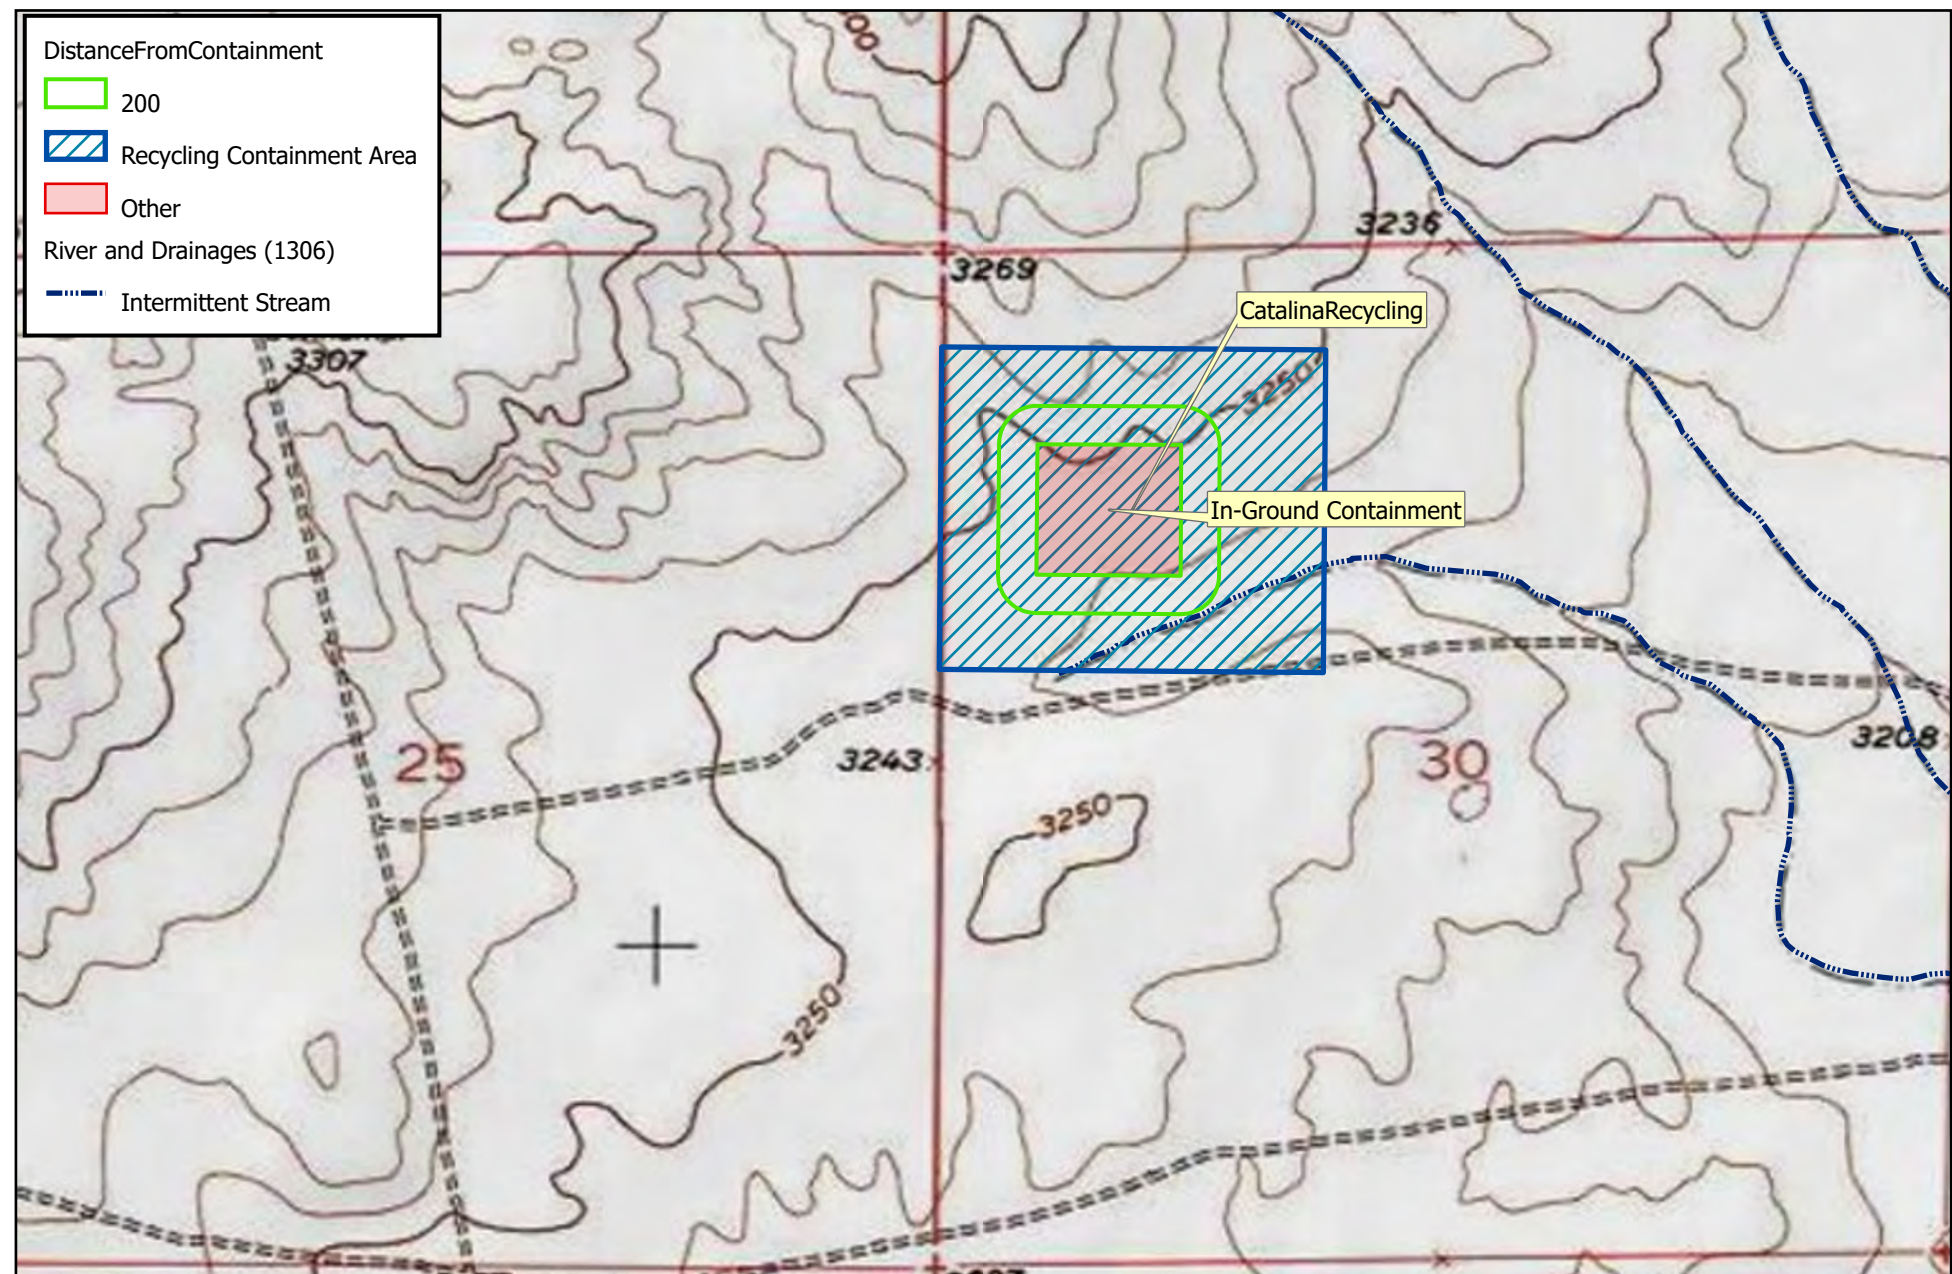 DistanceFromContainment
200
Recycling Containment Area
Other
River and Drainages (1306)
Intermittent Stream
3236
3269
CatalinaRecycling
3307
3250
In-Ground Containment
25
3243
30
3208
3250
3250